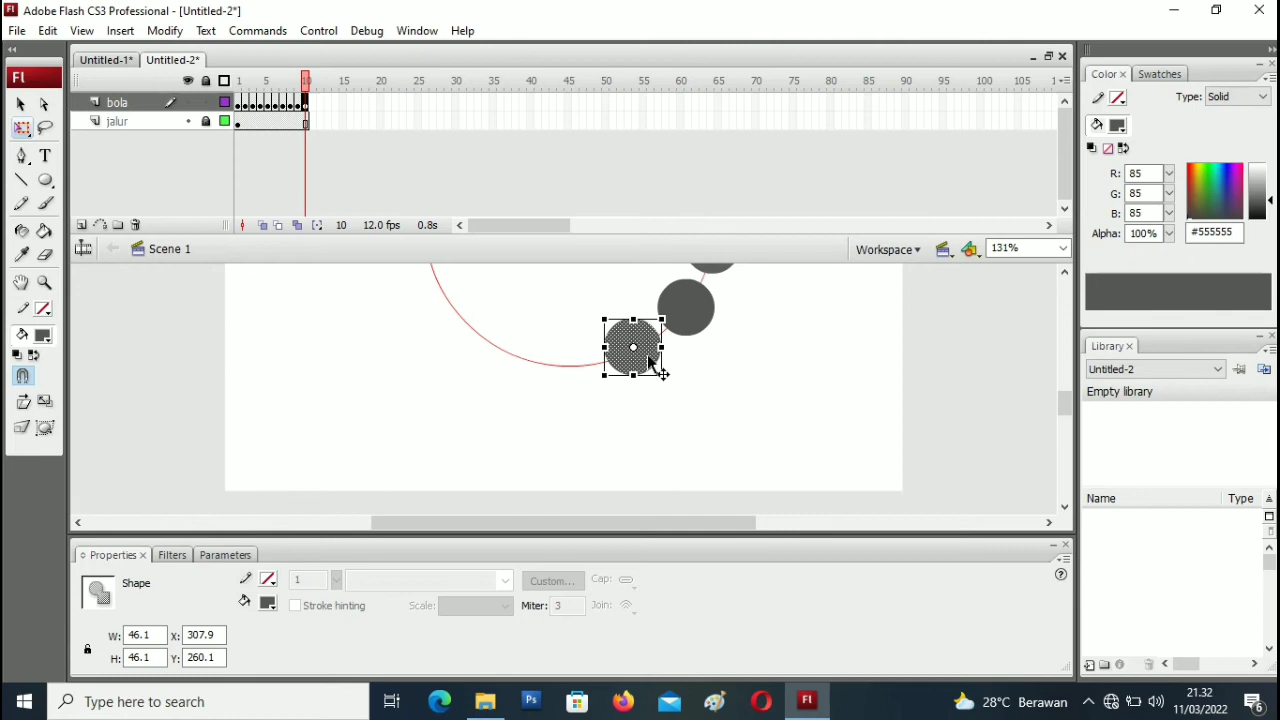 Adobe Flash CS3 Professional - [Untitled-2*]
File Edit View Insert Modify Text Commands Control Debug Window Help
Untitled-1* Untitled-2*
1 5 10 15 20 25 30 35 40 45 50 55 60 65 70 75 80 85 90 95 100 105
bola
jalur
10 12.0 fps 0.8s
Scene 1 Workspace 131%
Color Swatches
Type: Solid
R: 85
G: 85
B: 85
Alpha: 100% #555555
Library
Untitled-2
Empty library
Name Type
Properties Filters Parameters
Shape 1 Custom... Cap:
Stroke hinting Scale: Miter: 3 Join:
W: 46.1 X: 307.9
H: 46.1 Y: 260.1
Type here to search
28°C Berawan
21.32
11/03/2022
6